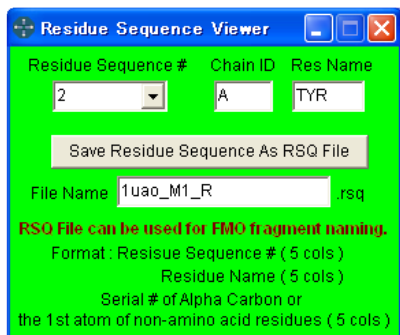 Residue Sequence Viewer
Residue Sequence # Chain ID Res Name
2 A TYR
Save Residue Sequence As RSQ File
File Name 1uao_M1_R .rsq
RSQ File can be used for FMO fragment naming.
Format : Resisue Sequence # ( 5 cols )
Residue Name ( 5 cols )
Serial # of Alpha Carbon or
the 1st atom of non-amino acid residues ( 5 cols )